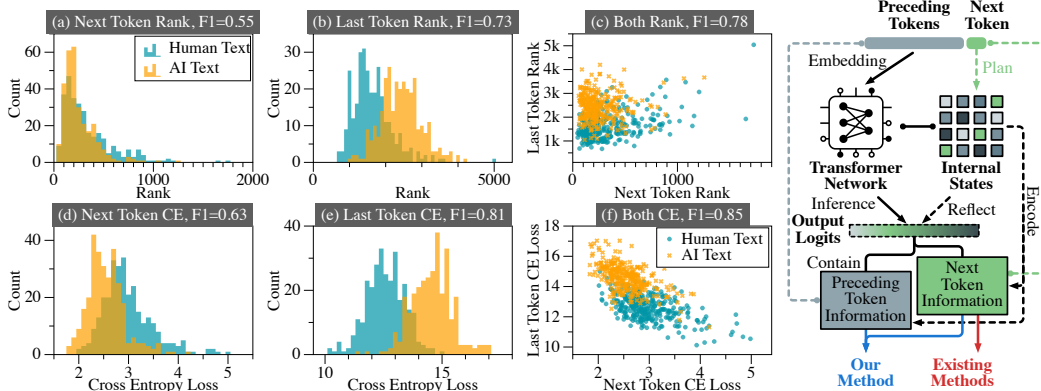 (a) Next Token Rank, F1=0.55
Human Text
AI Text
Count
60
40
20
0
0
1000
2000
Rank
(b) Last Token Rank, F1=0.73
Count
30
20
10
0
0
5000
Rank
(c) Both Rank, F1=0.78
Last Token Rank
5k
4k
3k
2k
1k
0
1000
Next Token Rank
(d) Next Token CE, F1=0.63
Count
40
20
0
2
3
4
5
Cross Entropy Loss
(e) Last Token CE, F1=0.81
Count
40
20
0
10
15
Cross Entropy Loss
(f) Both CE, F1=0.85
Human Text
AI Text
Last Token CE Loss
18
16
14
12
10
2
3
4
5
Next Token CE Loss
Preceding
Tokens
Next
Token
Embedding
Plan
Transformer
Network
Internal
States
Inference
Reflect
Encode
Output
Logits
Contain
Preceding
Token
Information
Next
Token
Information
Our
Method
Existing
Methods